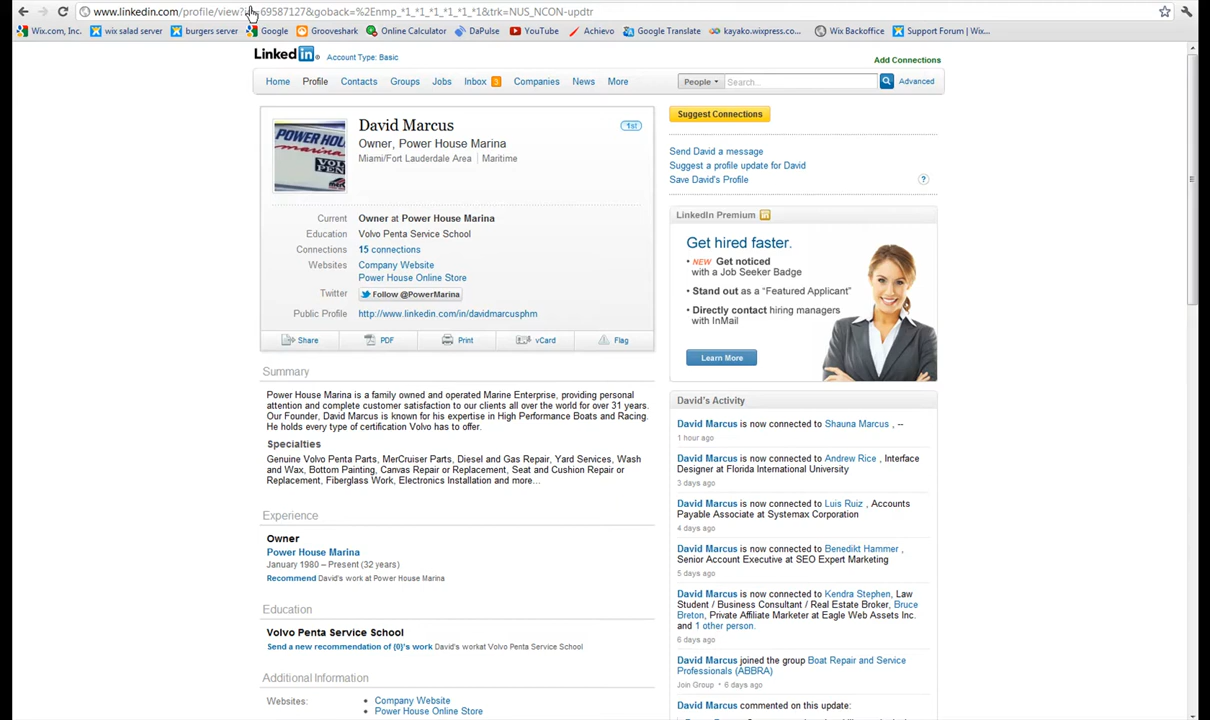 www.linkedin.com/profile/view?id=69587127&goback=%2Enmp_*1_*1_*1_*1_*1_*1&trk=NUS_NCON-updtr
Wix.com, Inc.
wix salad server
burgers server
Google
Grooveshark
Online Calculator
DaPulse
YouTube
Achievo
Google Translate
kayako.wixpress.co...
Wix Backoffice
Support Forum | Wix...
Linked in
Account Type: Basic
Add Connections
Home
Profile
Contacts
Groups
Jobs
Inbox
3
Companies
News
More
People
Search...
Advanced
POWER HOU
marina
VOL
PEN
mer
David Marcus
1st
Owner, Power House Marina
Miami/Fort Lauderdale Area | Maritime
Current
Owner at Power House Marina
Education
Volvo Penta Service School
Connections
15 connections
Websites
Company Website
Power House Online Store
Twitter
Follow @PowerMarina
Public Profile
http://www.linkedin.com/in/davidmarcusphm
Share
PDF
Print
vCard
Flag
Summary
Power House Marina is a family owned and operated Marine Enterprise, providing personal
attention and complete customer satisfaction to our clients all over the world for over 31 years.
Our Founder, David Marcus is known for his expertise in High Performance Boats and Racing.
He holds every type of certification Volvo has to offer.
Specialties
Genuine Volvo Penta Parts, MerCruiser Parts, Diesel and Gas Repair, Yard Services, Wash
and Wax, Bottom Painting, Canvas Repair or Replacement, Seat and Cushion Repair or
Replacement, Fiberglass Work, Electronics Installation and more...
Experience
Owner
Power House Marina
January 1980 – Present (32 years)
Recommend David's work at Power House Marina
Education
Volvo Penta Service School
Send a new recommendation of {0}'s work David's workat Volvo Penta Service School
Additional Information
Websites:
• Company Website
• Power House Online Store
Suggest Connections
Send David a message
Suggest a profile update for David
Save David's Profile
?
LinkedIn Premium in
Get hired faster.
• NEW Get noticed
with a Job Seeker Badge
• Stand out as a “Featured Applicant”
• Directly contact hiring managers
with InMail
Learn More
David's Activity
David Marcus is now connected to Shauna Marcus , --
1 hour ago
David Marcus is now connected to Andrew Rice , Interface
Designer at Florida International University
3 days ago
David Marcus is now connected to Luis Ruiz , Accounts
Payable Associate at Systemax Corporation
4 days ago
David Marcus is now connected to Benedikt Hammer ,
Senior Account Executive at SEO Expert Marketing
5 days ago
David Marcus is now connected to Kendra Stephen, Law
Student / Business Consultant / Real Estate Broker, Bruce
Breton, Private Affiliate Marketer at Eagle Web Assets Inc.
and 1 other person.
6 days ago
David Marcus joined the group Boat Repair and Service
Professionals (ABBRA)
Join Group • 6 days ago
David Marcus commented on this update: